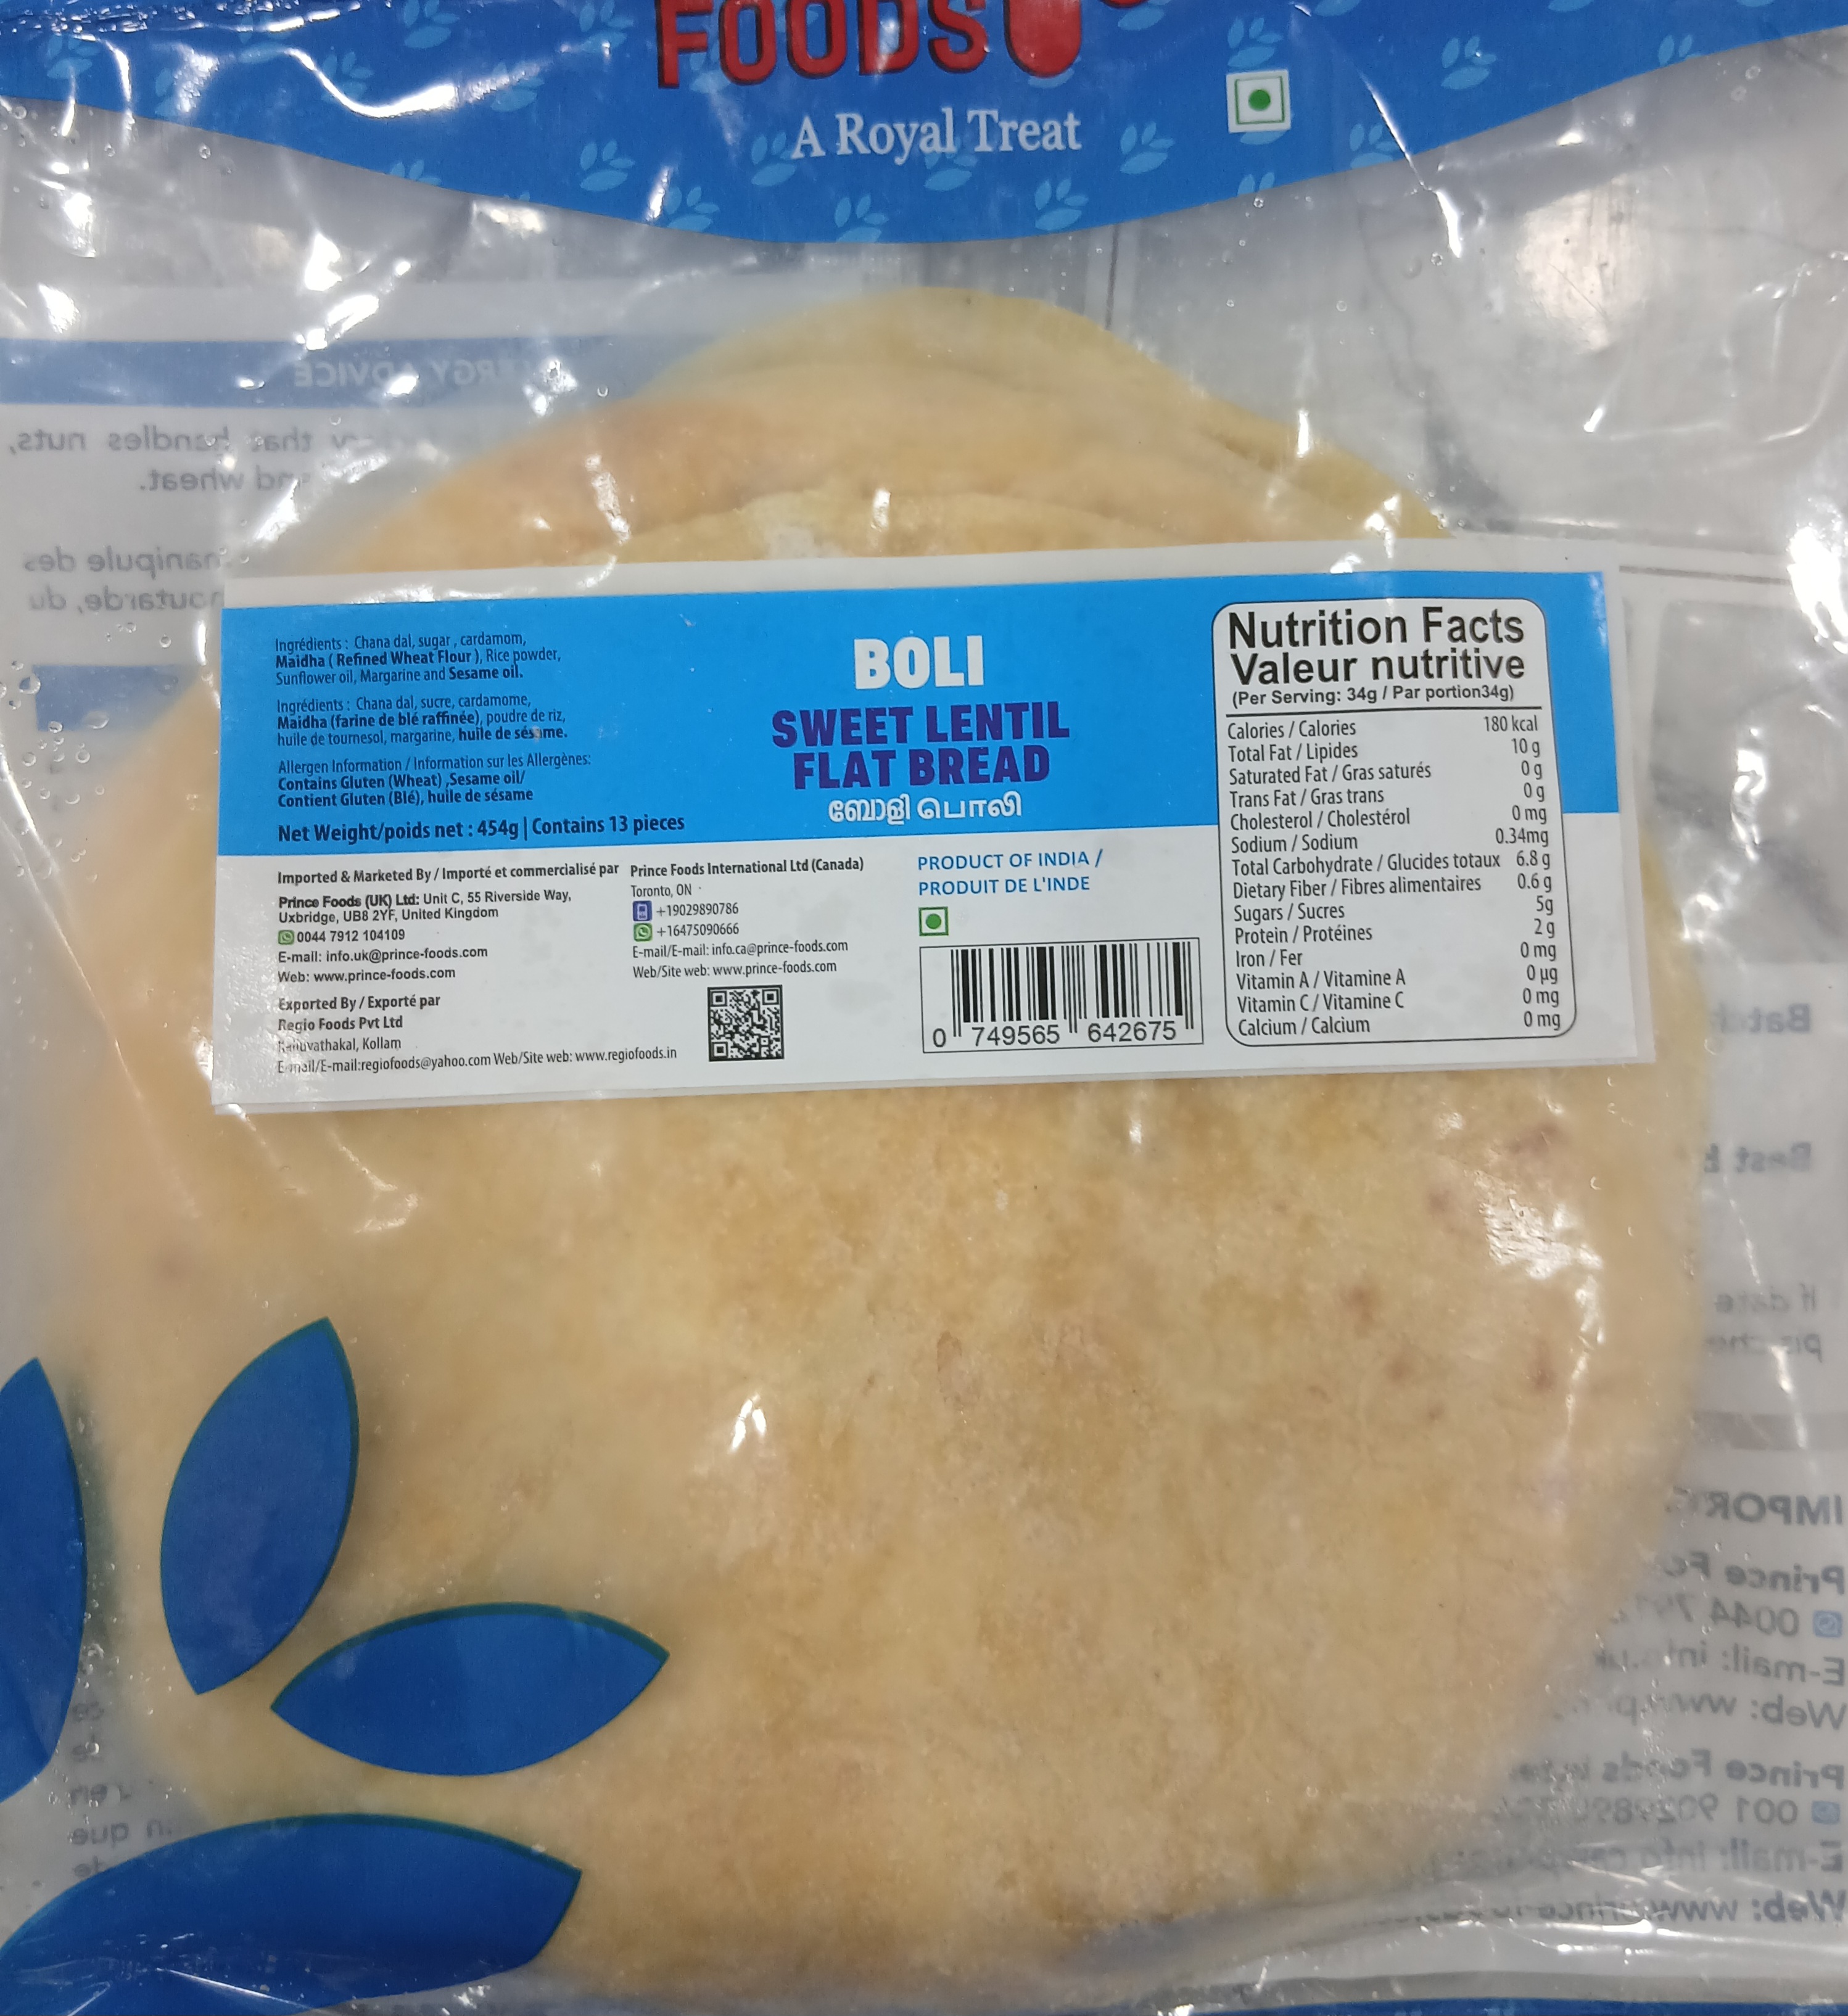 FOODS
A Royal Treat
Ingrédients : Chana dal, sugar , cardamom,
Maidha ( Refined Wheat Flour ), Rice powder,
Sunflower oil, Margarine and Sesame oil.
Ingrédients : Chana dal, sucre, cardamome,
Maidha (farine de blé raffinée), poudre de riz,
huile de tournesol, margarine, huile de sésame.
Allergen Information / Information sur les Allergènes:
Contains Gluten (Wheat) ,Sesame oil/
Contient Gluten (Blé), huile de sésame
Net Weight/poids net : 454g | Contains 13 pieces
BOLI
SWEET LENTIL
FLAT BREAD
ബോളി பொலி
Nutrition Facts
Valeur nutritive
(Per Serving: 34g / Par portion34g)
Calories / Calories 180 kcal
Total Fat / Lipides 10 g
Saturated Fat / Gras saturés 0 g
Trans Fat / Gras trans 0 g
Cholesterol / Cholestérol 0 mg
Sodium / Sodium 0.34mg
Total Carbohydrate / Glucides totaux 6.8 g
Dietary Fiber / Fibres alimentaires 0.6 g
Sugars / Sucres 5g
Protein / Protéines 2 g
Iron / Fer 0 mg
Vitamin A / Vitamine A 0 µg
Vitamin C / Vitamine C 0 mg
Calcium / Calcium 0 mg
Imported & Marketed By / Importé et commercialisé par
Prince Foods (UK) Ltd: Unit C, 55 Riverside Way,
Uxbridge, UB8 2YF, United Kingdom
0044 7912 104109
E-mail: info.uk@prince-foods.com
Web: www.prince-foods.com
Exported By / Exporté par
Regio Foods Pvt Ltd
Kollam
E-mail/E-mail:regiofoods@yahoo.com Web/Site web: www.regiofoods.in
Prince Foods International Ltd (Canada)
Toronto, ON
+19029890786
+16475090666
E-mail/E-mail: info.ca@prince-foods.com
Web/Site web: www.prince-foods.com
PRODUCT OF INDIA /
PRODUIT DE L'INDE
0 749565 642675